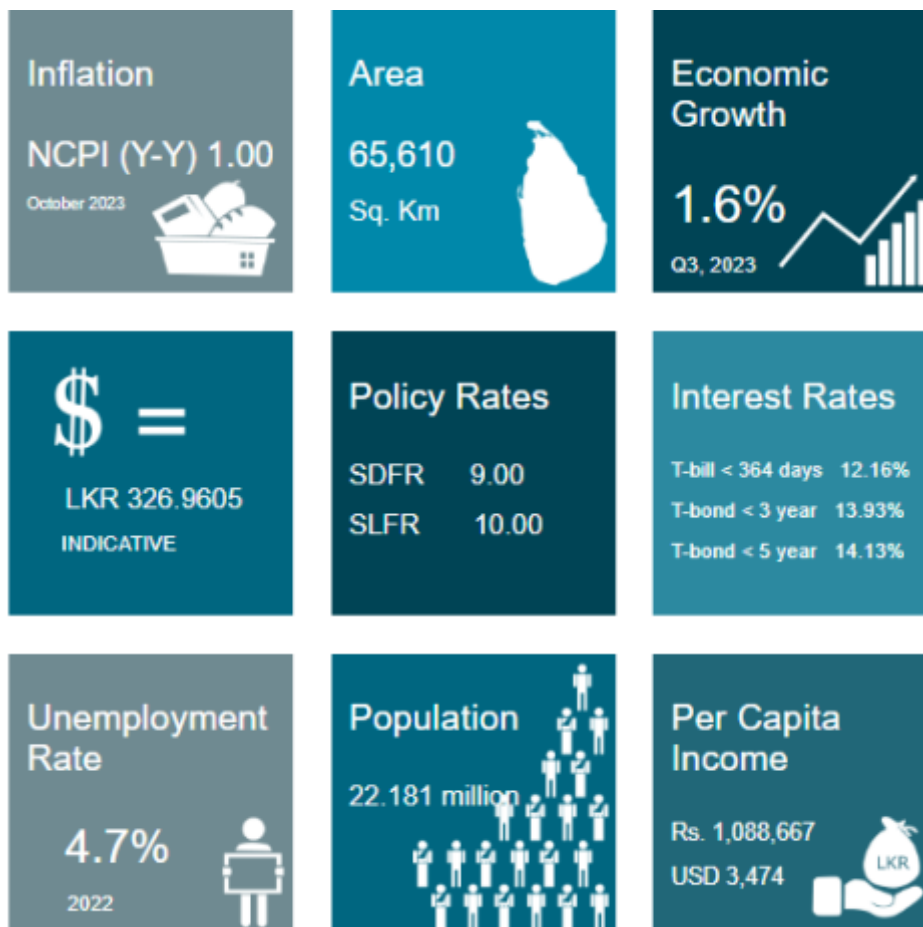 Inflation
NCPI (Y-Y) 1.00
October 2023
Area
65,610
Sq. Km
Economic
Growth
1.6%
Q3, 2023
$ =
LKR 326.9605
INDICATIVE
Policy Rates
SDFR 9.00
SLFR 10.00
Interest Rates
T-bill < 364 days 12.16%
T-bond < 3 year 13.93%
T-bond < 5 year 14.13%
Unemployment
Rate
4.7%
2022
Population
22.181 million
Per Capita
Income
Rs. 1,088,667
USD 3,474
LKR